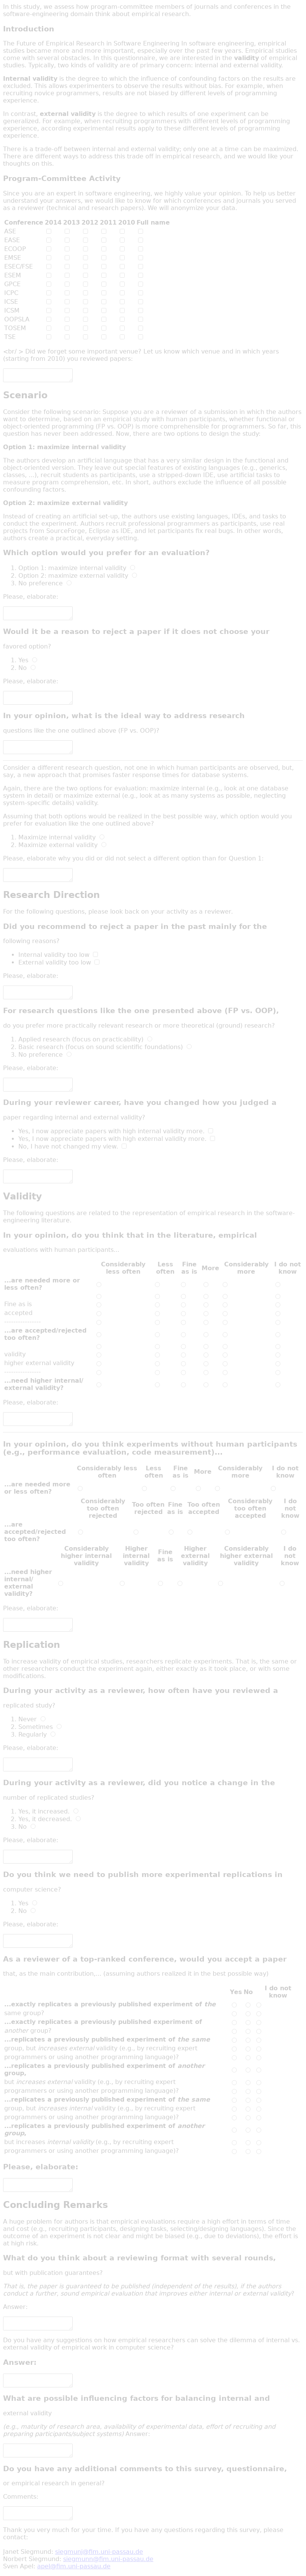 In this study, we assess how program-committee members of journals and conferences in the
software-engineering domain think about empirical research.
Introduction
The Future of Empirical Research in Software Engineering In software engineering, empirical
studies became more and more important, especially over the past few years. Empirical studies
come with several obstacles. In this questionnaire, we are interested in the validity of empirical
studies. Typically, two kinds of validity are of primary concern: internal and external validity.
Internal validity is the degree to which the influence of confounding factors on the results are
excluded. This allows experimenters to observe the results without bias. For example, when
recruiting novice programmers, results are not biased by different levels of programming
experience.
In contrast, external validity is the degree to which results of one experiment can be
generalized. For example, when recruiting programmers with different levels of programming
experience, according experimental results apply to these different levels of programming
experience.
There is a trade-off between internal and external validity; only one at a time can be maximized.
There are different ways to address this trade off in empirical research, and we would like your
thoughts on this.
Program-Committee Activity
Since you are an expert in software engineering, we highly value your opinion. To help us better
understand your answers, we would like to know for which conferences and journals you served
as a reviewer (technical and research papers). We will anonymize your data.
Conference 2014 2013 2012 2011 2010 Full name
ASE
EASE
ECOOP
EMSE
ESEC/FSE
ESEM
GPCE
ICPC
ICSE
ICSM
OOPSLA
TOSEM
TSE
<br/ > Did we forget some important venue? Let us know which venue and in which years
(starting from 2010) you reviewed papers:
Scenario
Consider the following scenario: Suppose you are a reviewer of a submission in which the authors
want to empirically evaluate, with human participants, whether functional or
object oriented programming (FP vs. OOP) is more comprehensible for programmers. So far, this
question has never been addressed. Now, there are two options to design the study:
Option 1: maximize internal validity
The authors develop an artificial language that has a very similar design in the functional and
object oriented version. They leave out special features of existing languages (e.g., generics,
classes, ...), recruit students as participants, use a stripped-down IDE, use artificial tasks to
measure program comprehension, etc. In short, authors exclude the influence of all possible
confounding factors.
Option 2: maximize external validity
Instead of creating an artificial set-up, the authors use existing languages, IDEs, and tasks to
conduct the experiment. Authors recruit professional programmers as participants, use real
projects from SourceForge, Eclipse as IDE, and let participants fix real bugs. In other words,
authors create a practical, everyday setting.
Which option would you prefer for an evaluation?
1. Option 1: maximize internal validity
2. Option 2: maximize external validity
3. No preference
Please, elaborate:
Would it be a reason to reject a paper if it does not choose your
favored option?
1. Yes
2. No
Please, elaborate:
In your opinion, what is the ideal way to address research
questions like the one outlined above (FP vs. OOP)?
Consider a different research question, not one in which human participants are observed, but,
say, a new approach that promises faster response times for database systems.
Again, there are the two options for evaluation: maximize internal (e.g., look at one database
system in detail) or maximize external (e.g., look at as many systems as possible, neglecting
system-specific details) validity.
Assuming that both options would be realized in the best possible way, which option would you
prefer for evaluation like the one outlined above?
1. Maximize internal validity
2. Maximize external validity
Please, elaborate why you did or did not select a different option than for Question 1:
Research Direction
For the following questions, please look back on your activity as a reviewer.
Did you recommend to reject a paper in the past mainly for the
following reasons?
Internal validity too low
External validity too low
Please, elaborate:
For research questions like the one presented above (FP vs. OOP),
do you prefer more practically relevant research or more theoretical (ground) research?
1. Applied research (focus on practicability)
2. Basic research (focus on sound scientific foundations)
3. No preference
Please, elaborate:
During your reviewer career, have you changed how you judged a
paper regarding internal and external validity?
Yes, I now appreciate papers with high internal validity more.
Yes, I now appreciate papers with high external validity more.
No, I have not changed my view.
Please, elaborate:
Validity
The following questions are related to the representation of empirical research in the software-
engineering literature.
In your opinion, do you think that in the literature, empirical
evaluations with human participants...
Considerably less often Less often Fine as is More Considerably more I do not know
...are needed more or less often?
fine as is
accepted
...are accepted/rejected too often?
validity
higher external validity
...need higher internal/ external validity?
Please, elaborate:
In your opinion, do you think experiments without human participants
(e.g., performance evaluation, code measurement)...
Considerably less often Less often Fine as is More Considerably more I do not know
...are needed more or less often?
Considerably too often rejected Too often rejected Fine as is Too often accepted Considerably too often accepted I do not know
...are accepted/rejected too often?
Considerably higher internal validity Higher internal validity Fine as is Higher external validity Considerably higher external validity I do not know
...need higher internal/ external validity?
Please, elaborate:
Replication
To increase validity of empirical studies, researchers replicate experiments. That is, the same or
other researchers conduct the experiment again, either exactly as it took place, or with some
modifications.
During your activity as a reviewer, how often have you reviewed a
replicated study?
1. Never
2. Sometimes
3. Regularly
Please, elaborate:
During your activity as a reviewer, did you notice a change in the
number of replicated studies?
1. Yes, it increased.
2. Yes, it decreased.
3. No
Please, elaborate:
Do you think we need to publish more experimental replications in
computer science?
1. Yes
2. No
Please, elaborate:
As a reviewer of a top-ranked conference, would you accept a paper
that, as the main contribution,... (assuming authors realized it in the best possible way)
Yes No I do not know
...exactly replicates a previously published experiment of the
same group?
...exactly replicates a previously published experiment of
another group?
...replicates a previously published experiment of the same
group, but increases external validity (e.g., by recruiting expert
programmers or using another programming language)?
...replicates a previously published experiment of another
group,
but increases external validity (e.g., by recruiting expert
programmers or using another programming language)?
...replicates a previously published experiment of the same
group, but increases internal validity (e.g., by recruiting expert
programmers or using another programming language)?
...replicates a previously published experiment of another
group,
but increases internal validity (e.g., by recruiting expert
programmers or using another programming language)?
Please, elaborate:
Concluding Remarks
A huge problem for authors is that empirical evaluations require a high effort in terms of time
and cost (e.g., recruiting participants, designing tasks, selecting/designing languages). Since the
outcome of an experiment is not clear and might be biased (e.g., due to deviations), the effort is
at high risk.
What do you think about a reviewing format with several rounds,
but with publication guarantees?
That is, the paper is guaranteed to be published (independent of the results), if the authors
conduct a further, sound empirical evaluation that improves either internal or external validity?
Answer:
Do you have any suggestions on how empirical researchers can solve the dilemma of internal vs.
external validity of empirical work in computer science?
Answer:
What are possible influencing factors for balancing internal and
external validity
(e.g., maturity of research area, availability of experimental data, effort of recruiting and
preparing participants/subject systems) Answer:
Do you have any additional comments to this survey, questionnaire,
or empirical research in general?
Comments:
Thank you very much for your time. If you have any questions regarding this survey, please
contact:
Janet Siegmund: siegmunj@fim.uni-passau.de
Norbert Siegmund: siegmunn@fim.uni-passau.de
Sven Apel: apel@fim.uni-passau.de